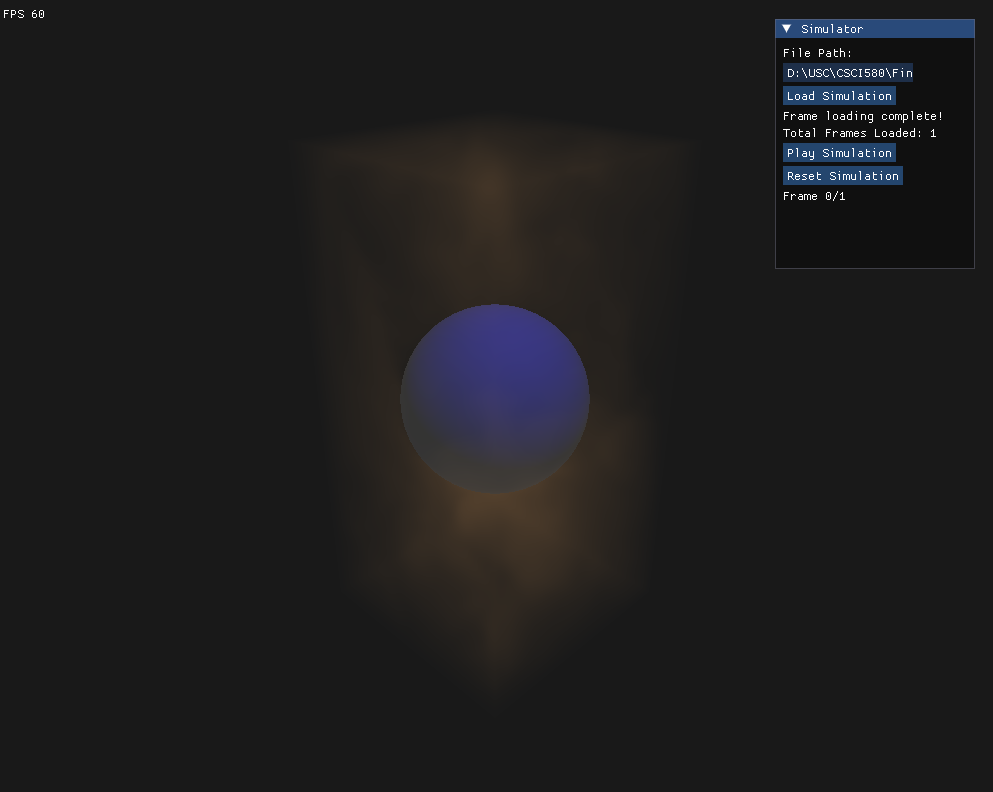 FPS 60
Simulator
File Path:
D:\USC\CSCI580\Fin
Load Simulation
Frame loading complete!
Total Frames Loaded: 1
Play Simulation
Reset Simulation
Frame 0/1